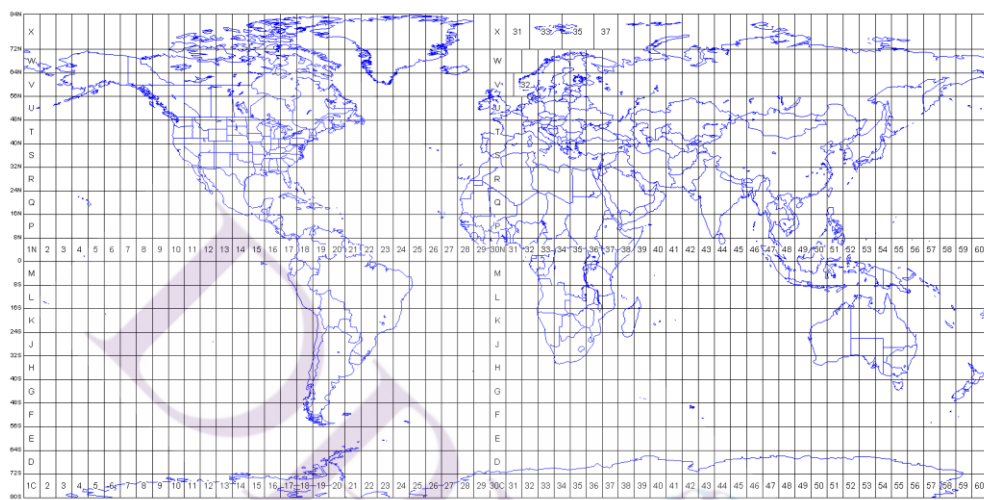 84N
X X 31 33 35 37
72N
W W
64N
V V 32
56N
U U
48N
T T
40N
S S
32N
R R
24N
Q Q
16N
P P
8N
1N 2 3 4 5 6 7 8 9 10 11 12 13 14 15 16 17 18 19 20 21 22 23 24 25 26 27 28 29 30N 31 32 33 34 35 36 37 38 39 40 41 42 43 44 45 46 47 48 49 50 51 52 53 54 55 56 57 58 59 60
0
M M
8S
L L
16S
K K
24S
J J
32S
H H
40S
G G
48S
F F
56S
E E
64S
D D
72S
1C 2 3 4 5 6 7 8 9 10 11 12 13 14 15 16 17 18 19 20 21 22 23 24 25 26 27 28 29 30C 31 32 33 34 35 36 37 38 39 40 41 42 43 44 45 46 47 48 49 50 51 52 53 54 55 56 57 58 59 60
80S